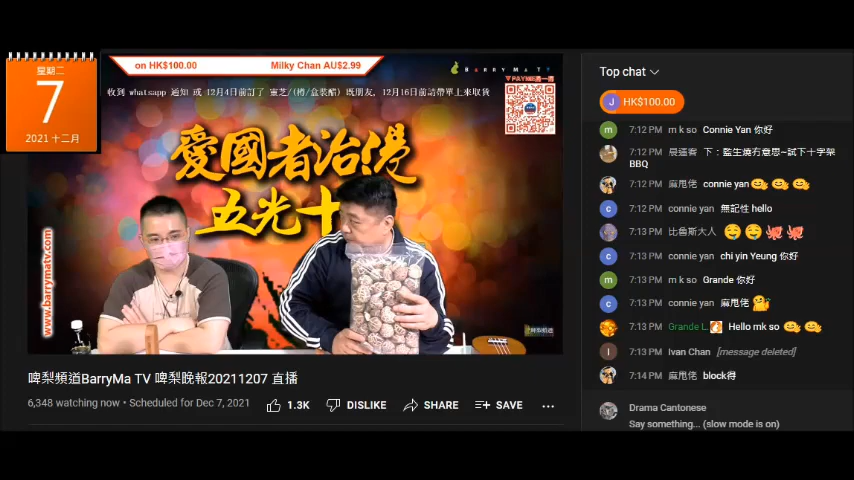 星期二
7
2021 十二月
on HK$100.00
Milky Chan AU$2.99
BARRYMATV
收到 whatsapp 通知 或 12月4日前訂了 靈芝/(樽/盒裝醋) 既朋友, 12月16日前請帶單上來取貨
愛國者治港
五光十
www.barrymatv.com
啤梨頻道
啤梨頻道BarryMa TV 啤梨晚報20211207 直播
6,348 watching now • Scheduled for Dec 7, 2021
1.3K
DISLIKE
SHARE
SAVE
Top chat
J HK$100.00
m 7:12 PM m k so Connie Yan 你好
7:12 PM 晨運客 下：監生燒冇意思~試下十字架
BBQ
7:12 PM 麻甩佬 connie yan
c 7:12 PM connie yan 無記性 hello
7:13 PM 比魯斯大人
c 7:13 PM connie yan chi yin Yeung 你好
m 7:13 PM m k so Grande 你好
c 7:13 PM connie yan 麻甩佬
7:13 PM Grande L. Hello mk so
I 7:13 PM Ivan Chan [message deleted]
7:14 PM 麻甩佬 block得
Drama Cantonese
Say something... (slow mode is on)